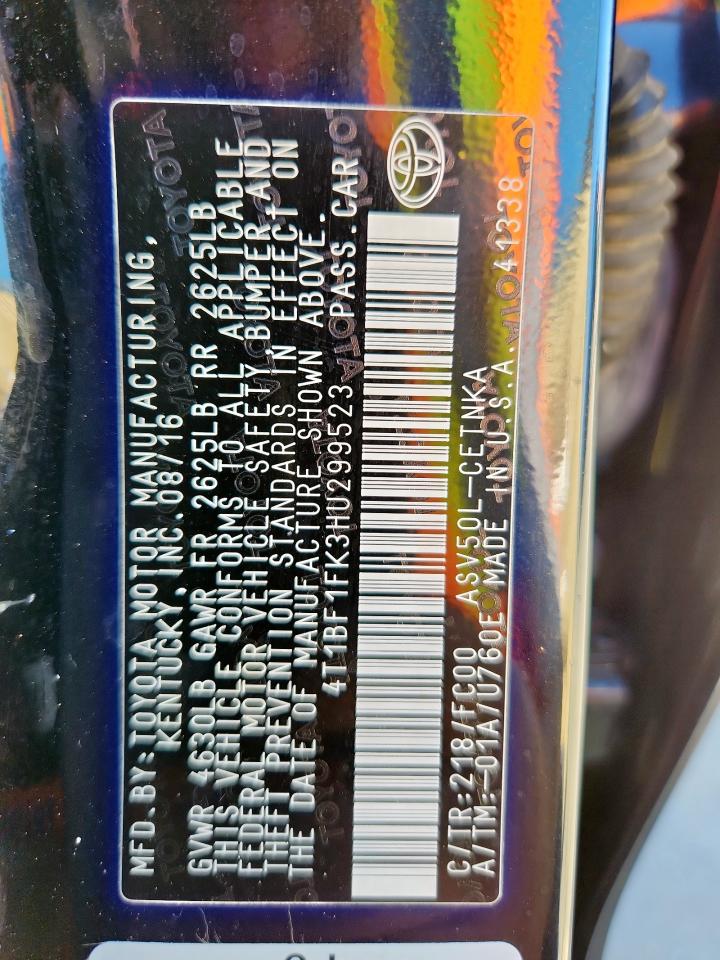 MFD.BY:TOYOTA MOTOR MANUFACTURING,
KENTUCKY, INC.08/16
GVWR 4630LB GAWR FR 2625LB RR 2625LB
THIS VEHICLE CONFORMS TO ALL APPLICABLE
FEDERAL MOTOR VEHICLE SAFETY,BUMPER,AND
THEFT PREVENTION STANDARDS IN EFFECT ON
THE DATE OF MANUFACTURE SHOWN ABOVE.
4T1BF1FK3HU299523 PASS.CAR
C/TR:218/FC00 ASV50L-CETNKA
A/TM:-01A/U760E MADE IN U.S.A. 41338
TOYOTA